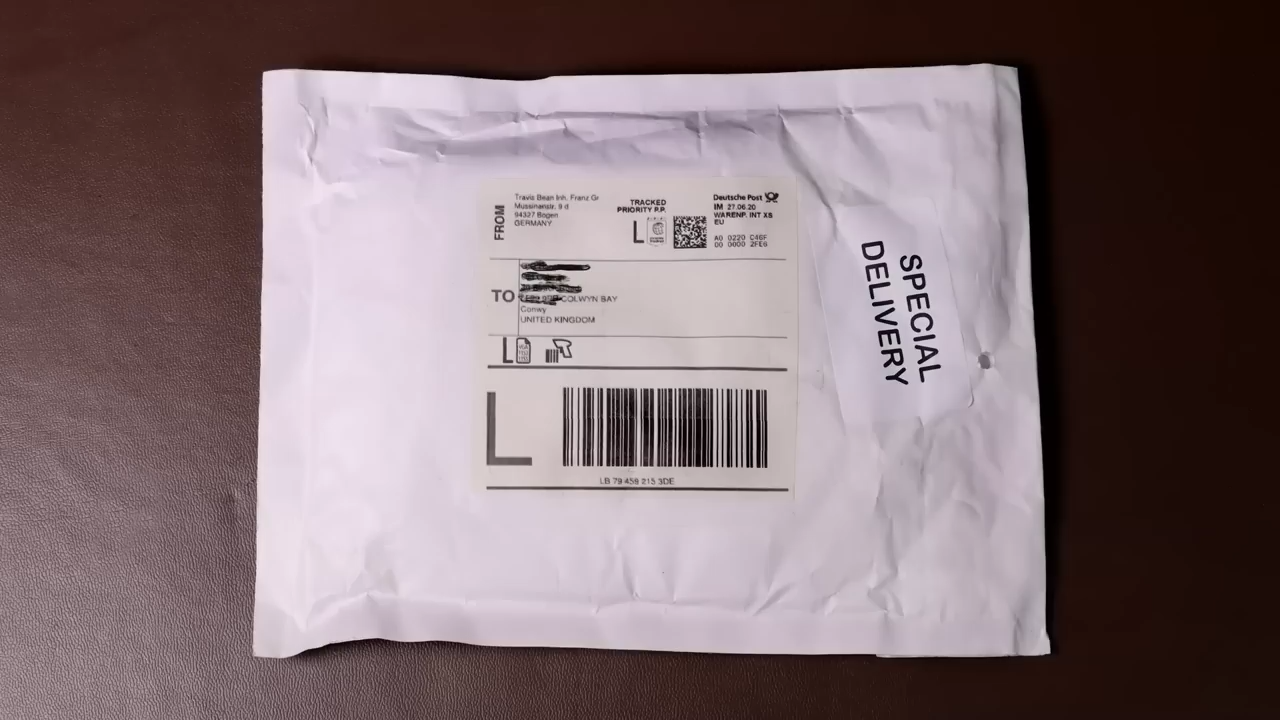 FROM
Travis Bean Inh. Franz Gr
Mussinanstr. 9 d
94327 Bogen
GERMANY
TRACKED
PRIORITY P.P.
L
Deutsche Post
IM 27.06.20
WARENP. INT XS
EU
A0 0220 C46F
00 0000 2FE6
TO
COLWYN BAY
Conwy
UNITED KINGDOM
L
L
LB 79 458 215 3DE
SPECIAL
DELIVERY